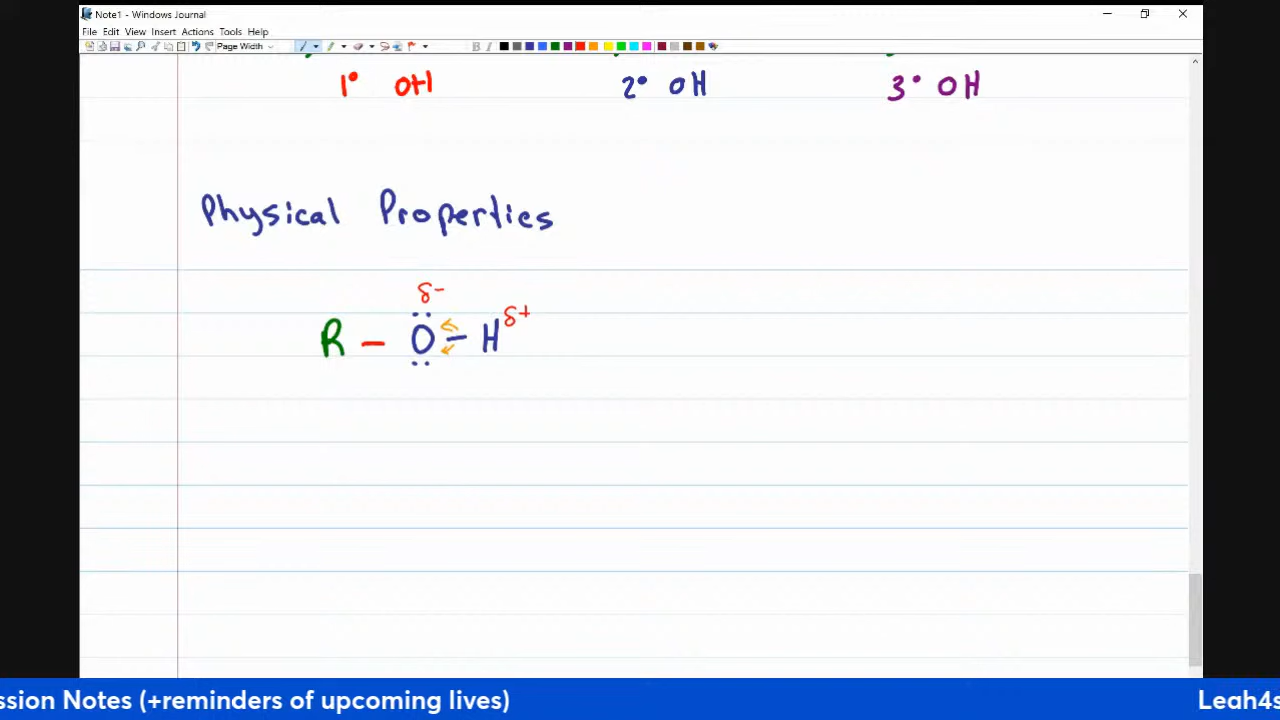 Note1 - Windows Journal
File Edit View Insert Actions Tools Help
Page Width B I
1° OH 2° OH 3° OH
Physical Properties
δ-
R - O - H δ+
ssion Notes (+reminders of upcoming lives) Leah4s